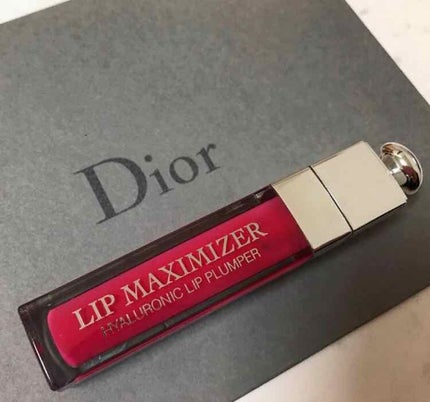 Dior
LIP MAXIMIZER
HYALURONIC LIP PLUMPER